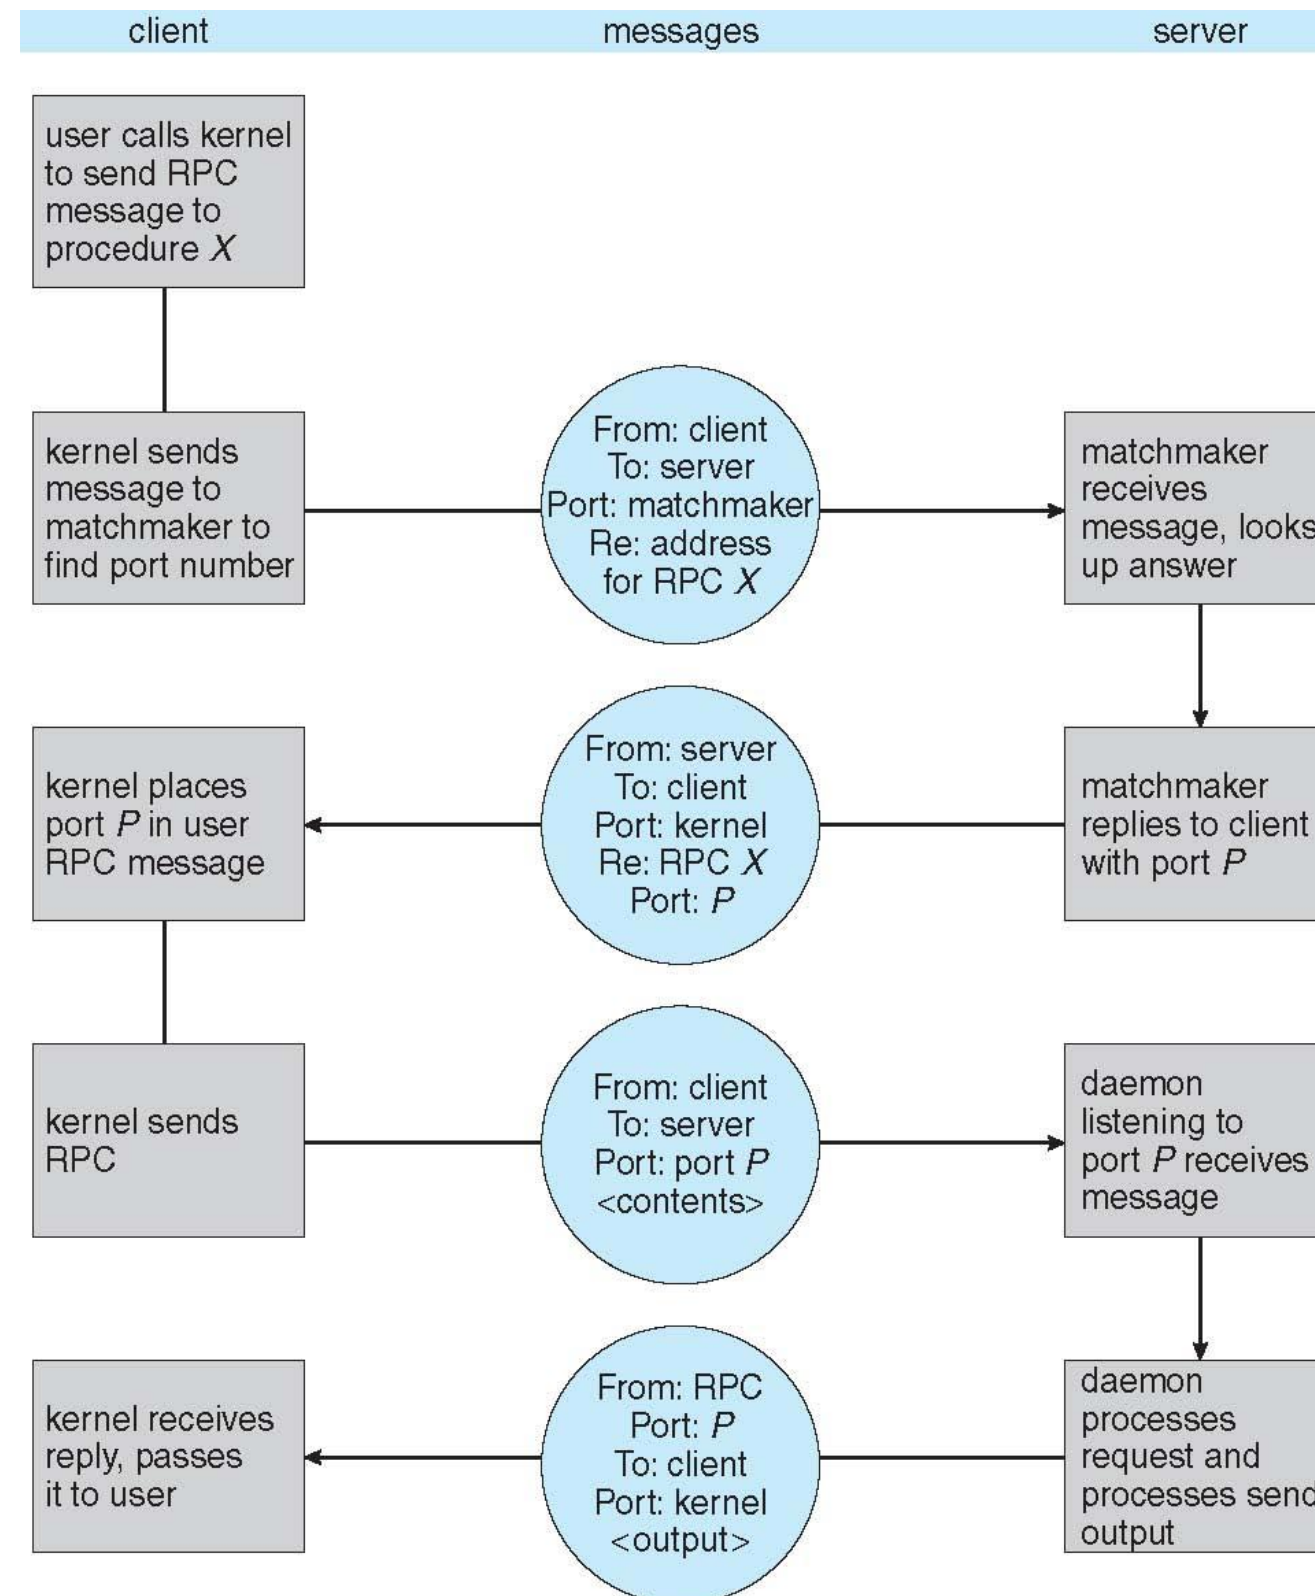 client
messages
server
user calls kernel
to send RPC
message to
procedure X
kernel sends
message to
matchmaker to
find port number
From: client
To: server
Port: matchmaker
Re: address
for RPC X
matchmaker
receives
message, looks
up answer
kernel places
port P in user
RPC message
From: server
To: client
Port: kernel
Re: RPC X
Port: P
matchmaker
replies to client
with port P
kernel sends
RPC
From: client
To: server
Port: port P
<contents>
daemon
listening to
port P receives
message
kernel receives
reply, passes
it to user
From: RPC
Port: P
To: client
Port: kernel
<output>
daemon
processes
request and
processes send
output